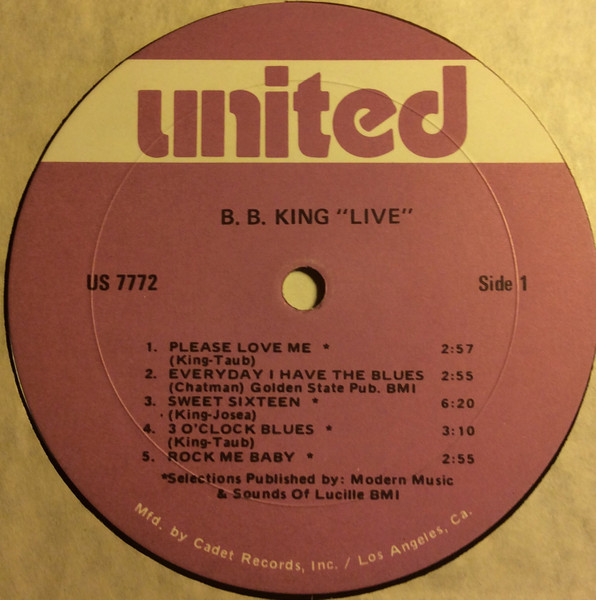 united
B. B. KING "LIVE"
US 7772 Side 1
1. PLEASE LOVE ME * 2:57
(King-Taub)
2. EVERYDAY I HAVE THE BLUES 2:55
(Chatman) Golden State Pub. BMI
3. SWEET SIXTEEN * 6:20
(King-Josea)
4. 3 O'CLOCK BLUES * 3:10
(King-Taub)
5. ROCK ME BABY * 2:55
*Selections Published by: Modern Music
& Sounds Of Lucille BMI
Mfd. by Cadet Records, Inc. / Los Angeles, Ca.